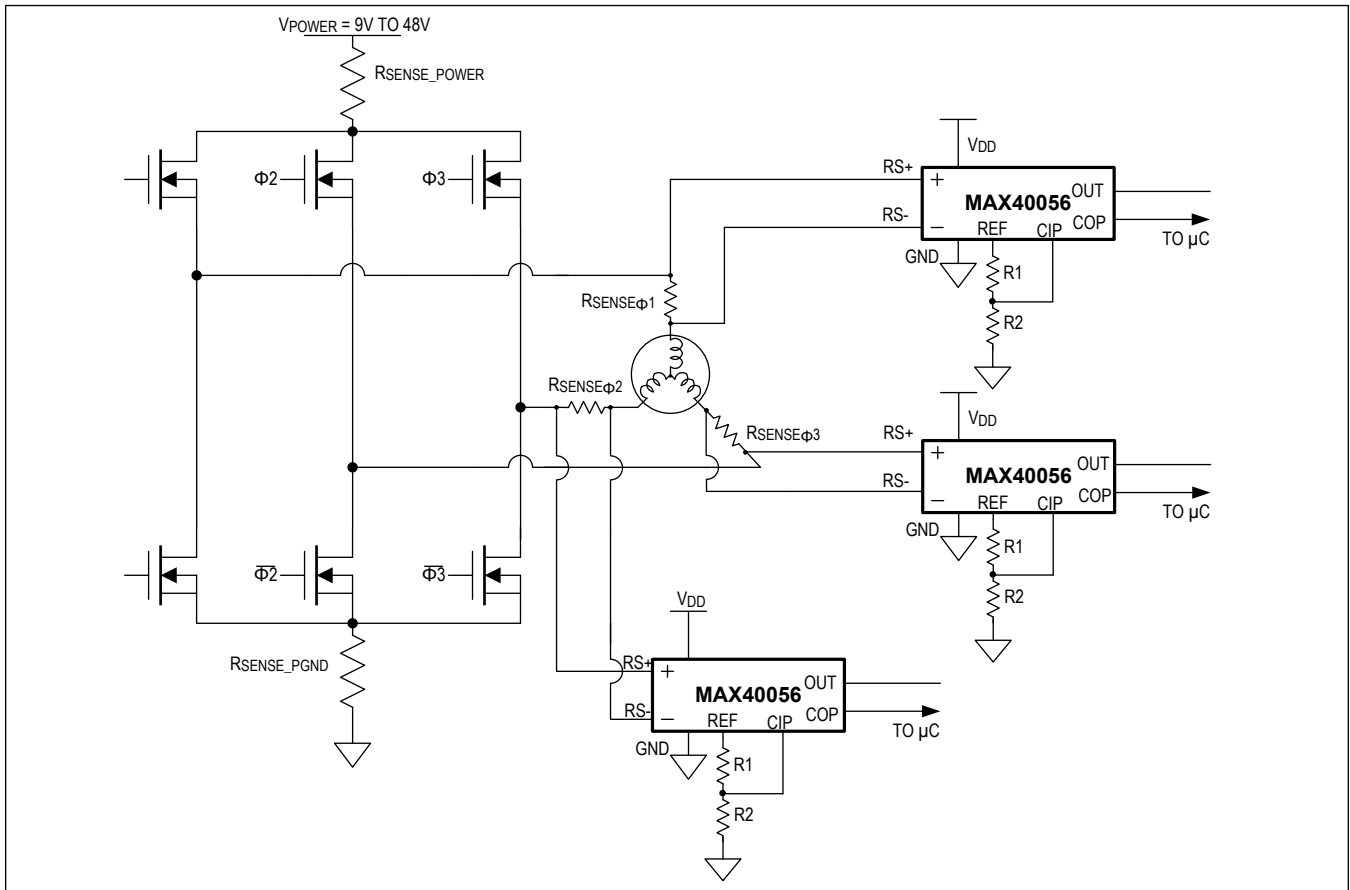 VPOWER = 9V TO 48V
RSENSE_POWER
Φ2
Φ3
VDD
RS+
+
MAX40056
OUT
RS-
−
REF
CIP
COP
TO µC
GND
R1
R2
RSENSEΦ1
RSENSEΦ2
RSENSEΦ3
VDD
RS+
+
MAX40056
OUT
RS-
−
REF
CIP
COP
TO µC
GND
R1
R2
Φ̅2
Φ̅3
RSENSE_PGND
VDD
RS+
+
MAX40056
OUT
RS-
−
REF
CIP
COP
TO µC
GND
R1
R2